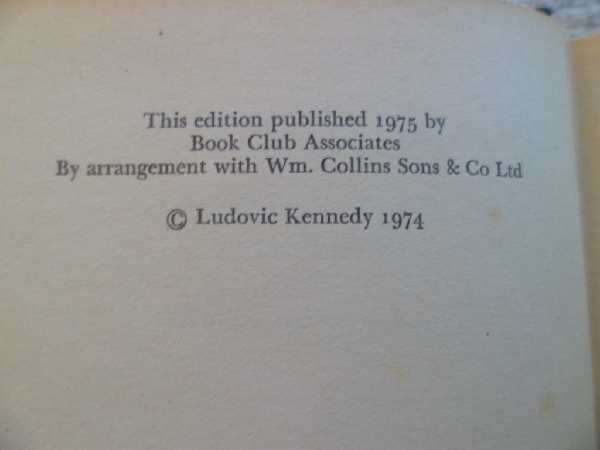 This edition published 1975 by
Book Club Associates
By arrangement with Wm. Collins Sons & Co Ltd
© Ludovic Kennedy 1974